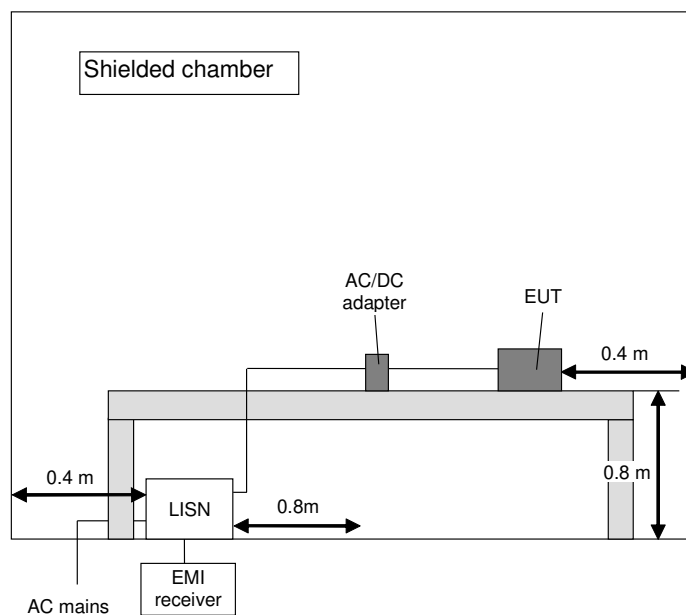 Shielded chamber
AC/DC
adapter
EUT
0.4 m
0.4 m
0.8 m
LISN
0.8m
EMI
receiver
AC mains